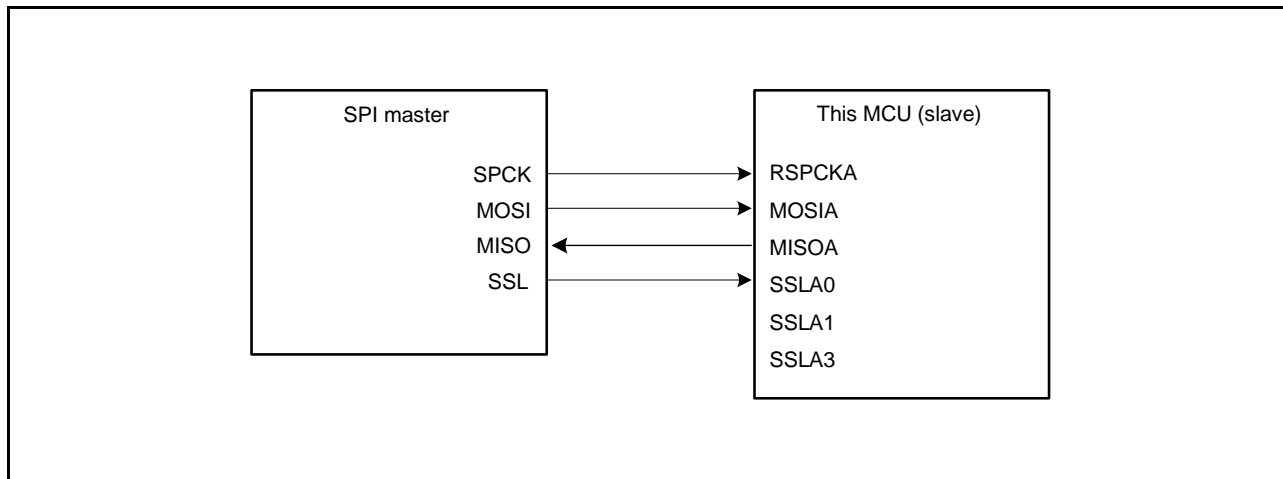 SPI master
SPCK
MOSI
MISO
SSL
This MCU (slave)
RSPCKA
MOSIA
MISOA
SSLA0
SSLA1
SSLA3